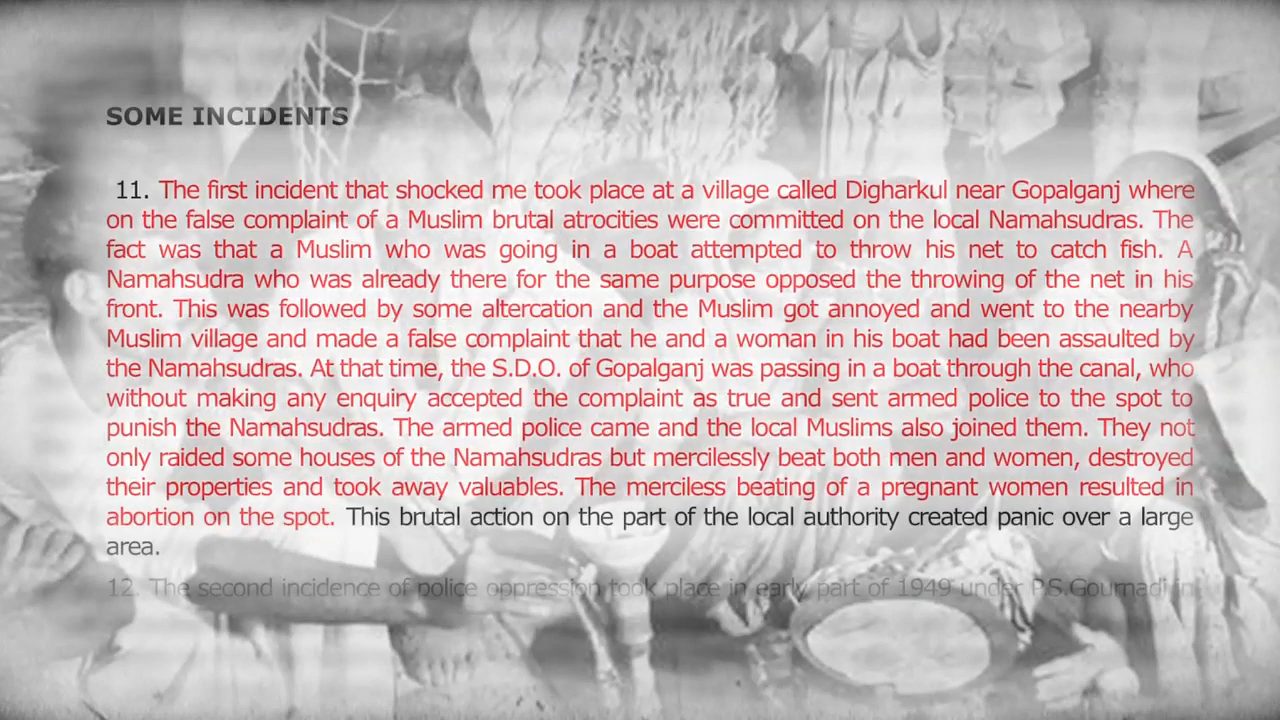 SOME INCIDENTS
11. The first incident that shocked me took place at a village called Digharkul near Gopalganj where
on the false complaint of a Muslim brutal atrocities were committed on the local Namahsudras. The
fact was that a Muslim who was going in a boat attempted to throw his net to catch fish. A
Namahsudra who was already there for the same purpose opposed the throwing of the net in his
front. This was followed by some altercation and the Muslim got annoyed and went to the nearby
Muslim village and made a false complaint that he and a woman in his boat had been assaulted by
the Namahsudras. At that time, the S.D.O. of Gopalganj was passing in a boat through the canal, who
without making any enquiry accepted the complaint as true and sent armed police to the spot to
punish the Namahsudras. The armed police came and the local Muslims also joined them. They not
only raided some houses of the Namahsudras but mercilessly beat both men and women, destroyed
their properties and took away valuables. The merciless beating of a pregnant women resulted in
abortion on the spot. This brutal action on the part of the local authority created panic over a large
area.
12. The second incidence of police oppression took place in early part of 1949 under P.S.Gournadi in